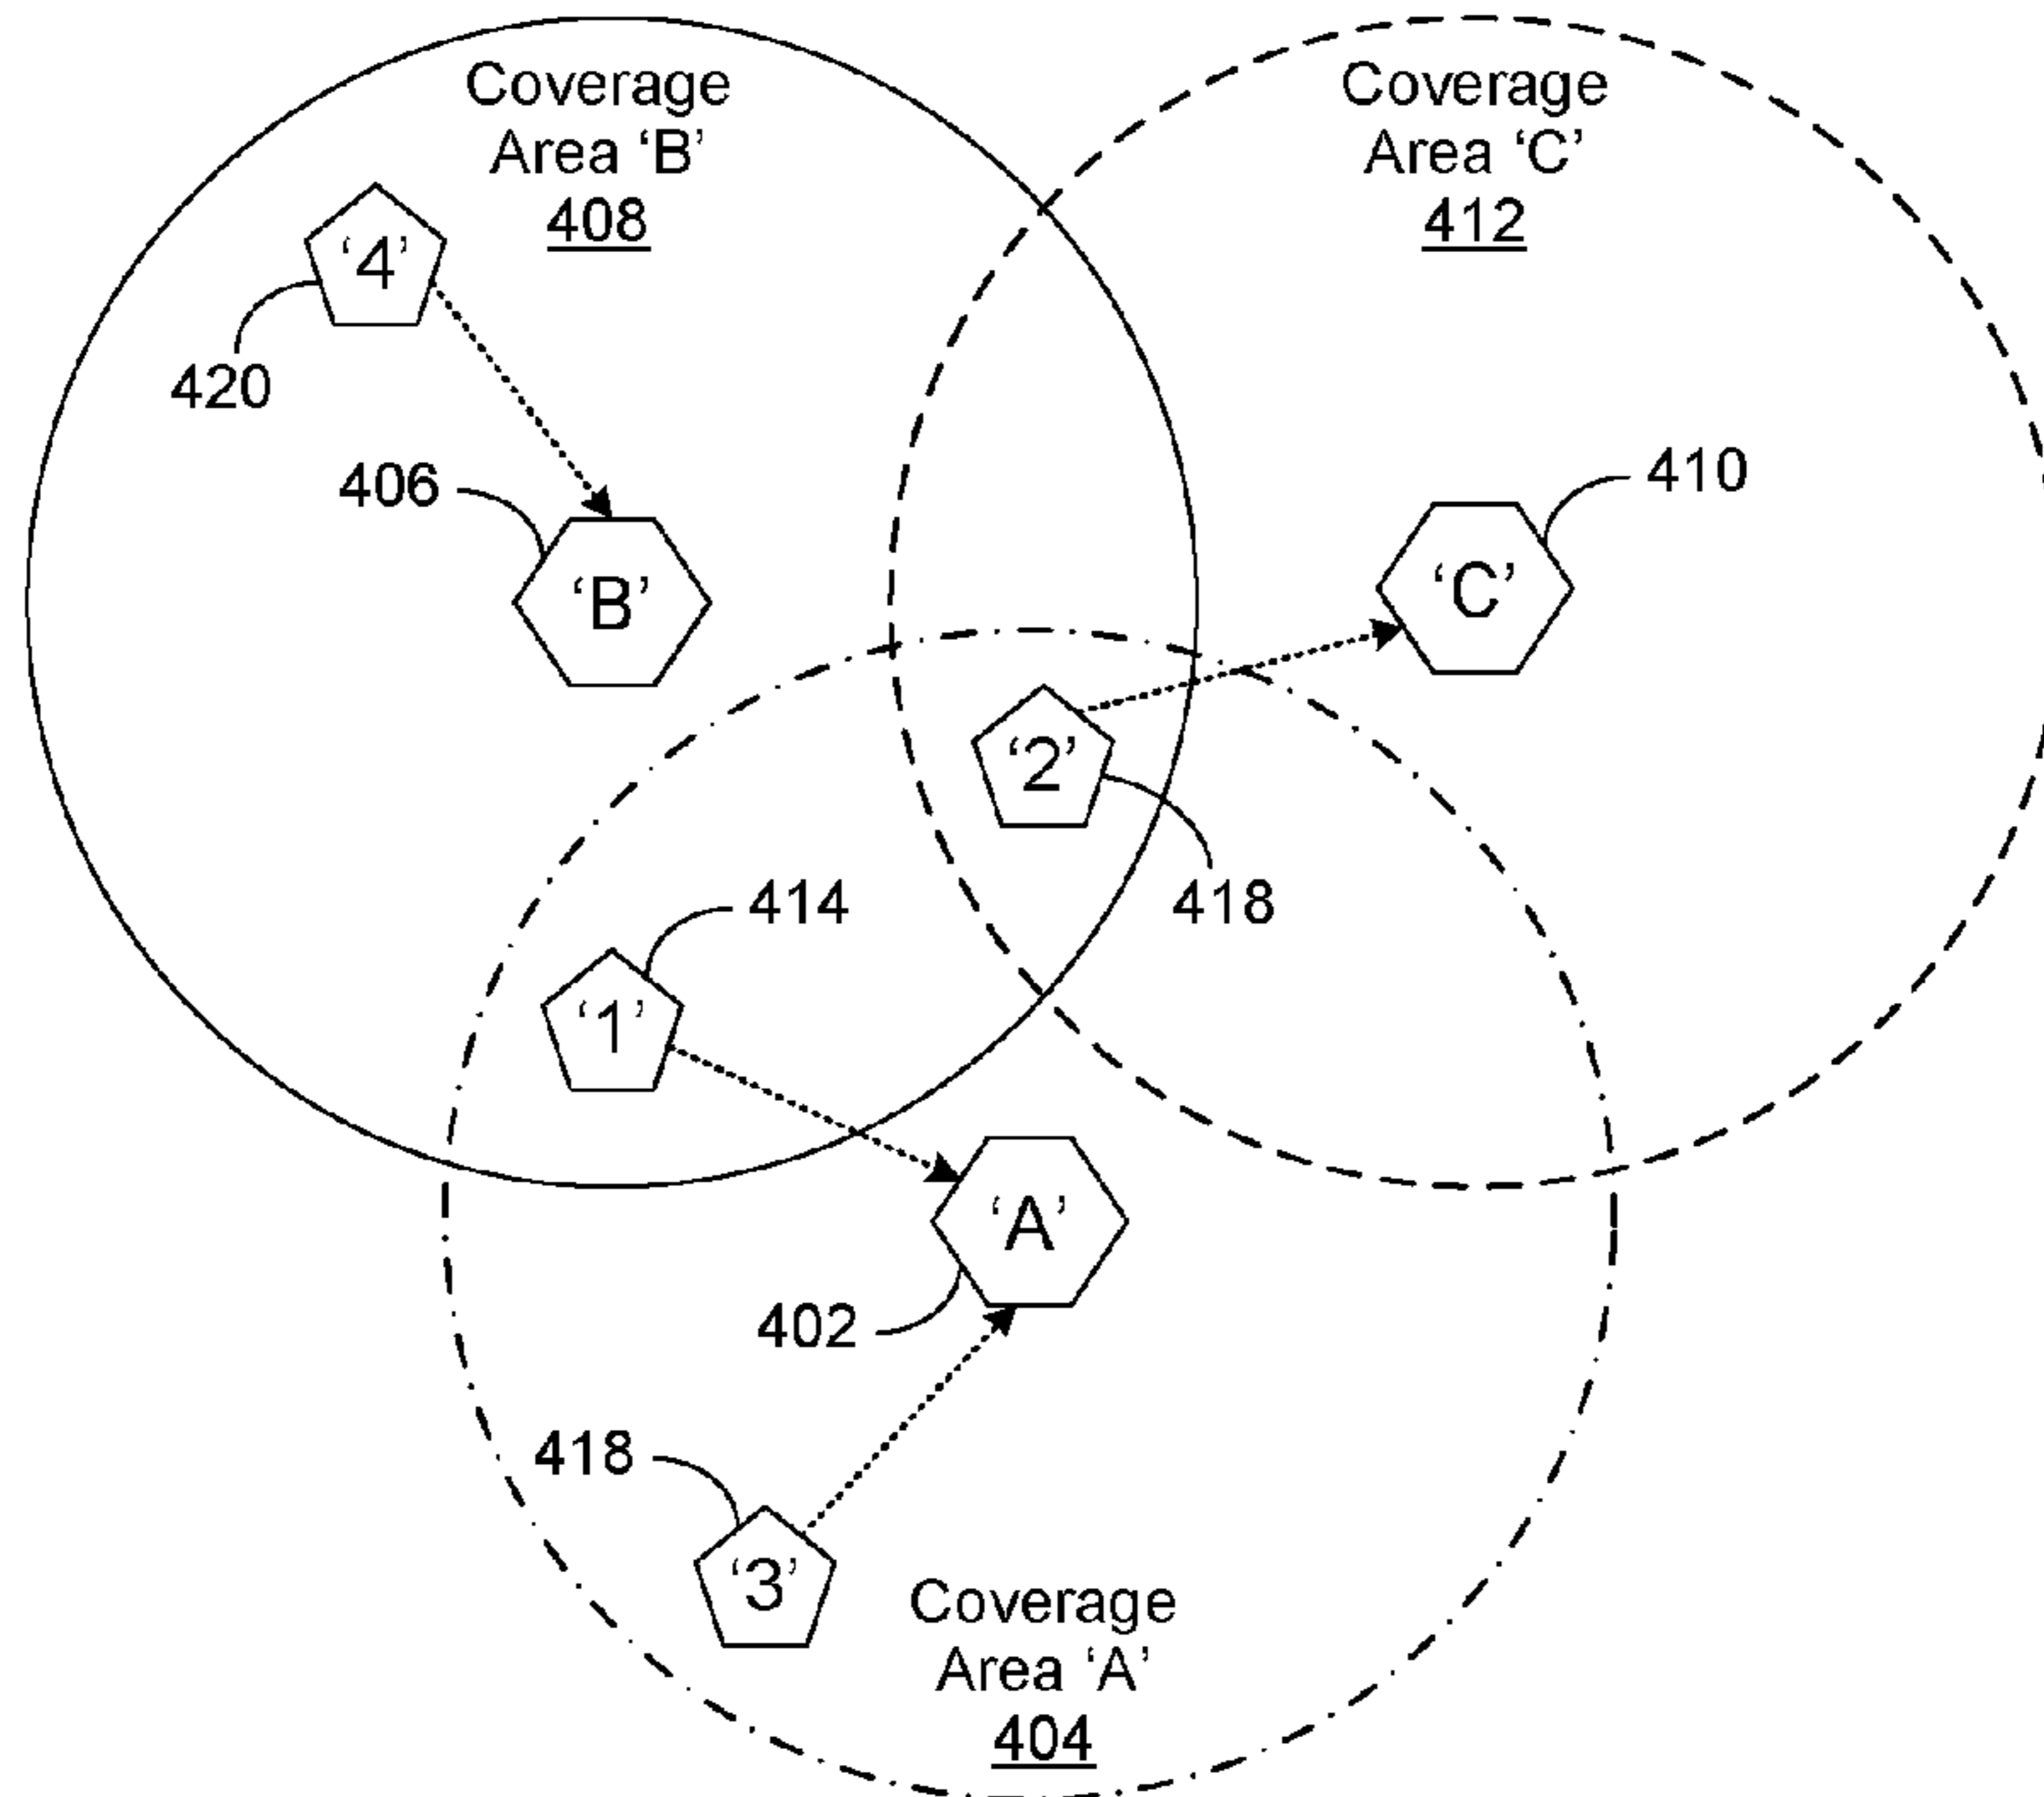 Coverage
Area ‘B’
408
Coverage
Area ‘C’
412
‘4’
420
406
410
‘B’
‘C’
‘2’
414
418
‘1’
‘A’
402
418
‘3’
Coverage
Area ‘A’
404